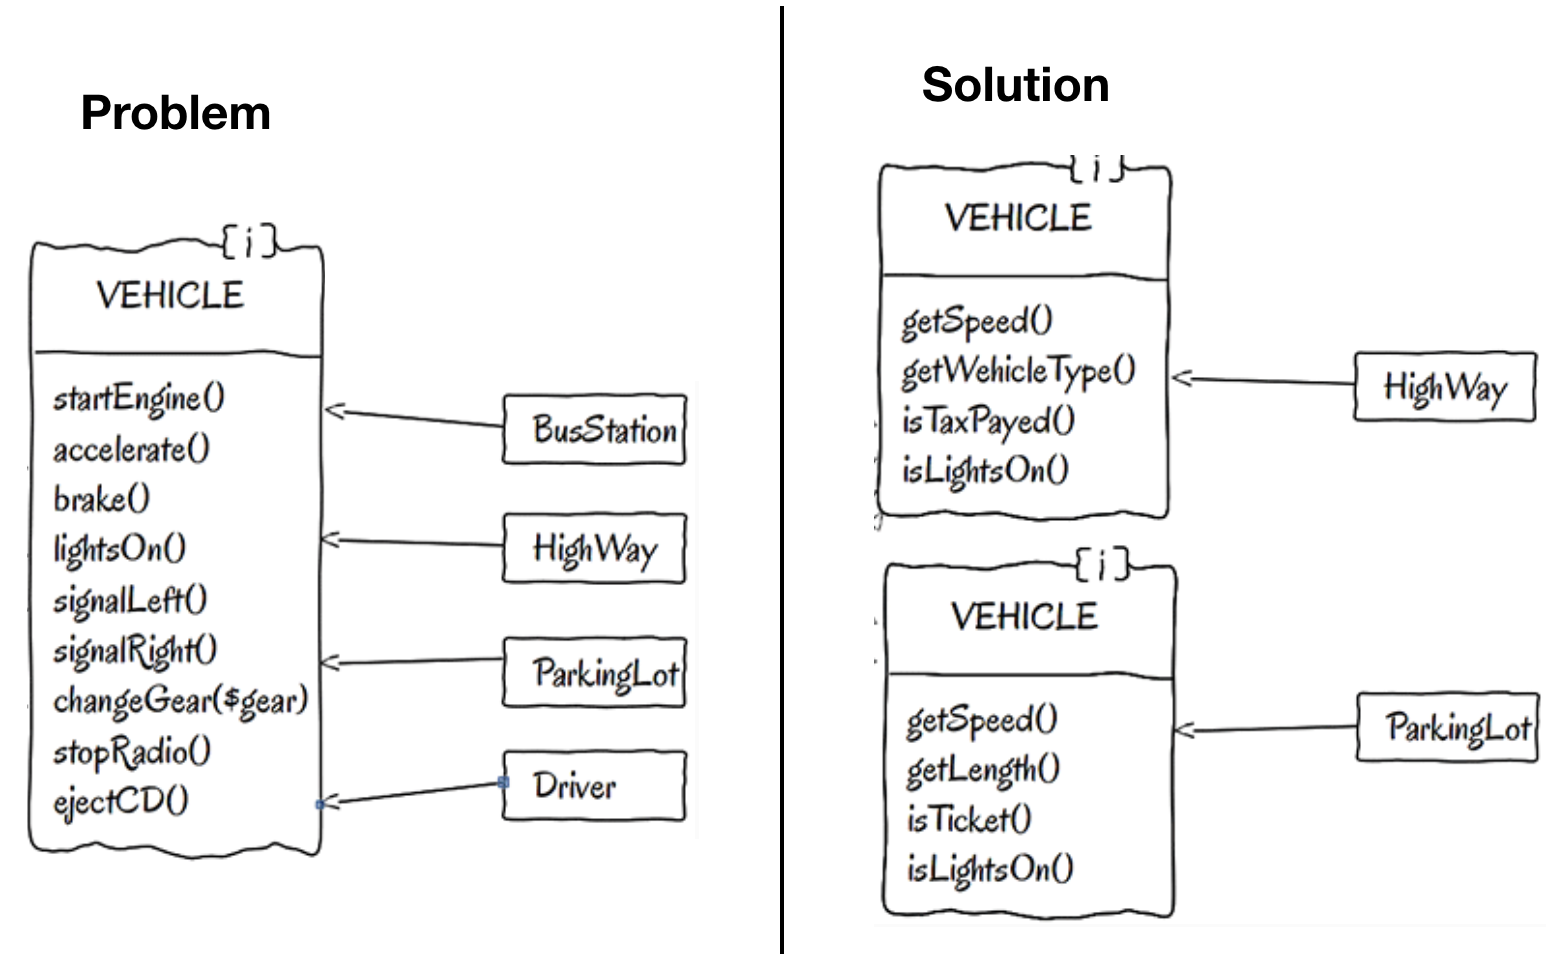 Problem
[i]
VEHICLE
startEngine()
accelerate()
brake()
lightsOn()
signalLeft()
signalRight()
changeGear($gear)
stopRadio()
ejectCD()
BusStation
HighWay
ParkingLot
Driver
Solution
[i]
VEHICLE
getSpeed()
getWehicleType()
isTaxPayed()
isLightsOn()
HighWay
[i]
VEHICLE
getSpeed()
getLength()
isTicket()
isLightsOn()
ParkingLot